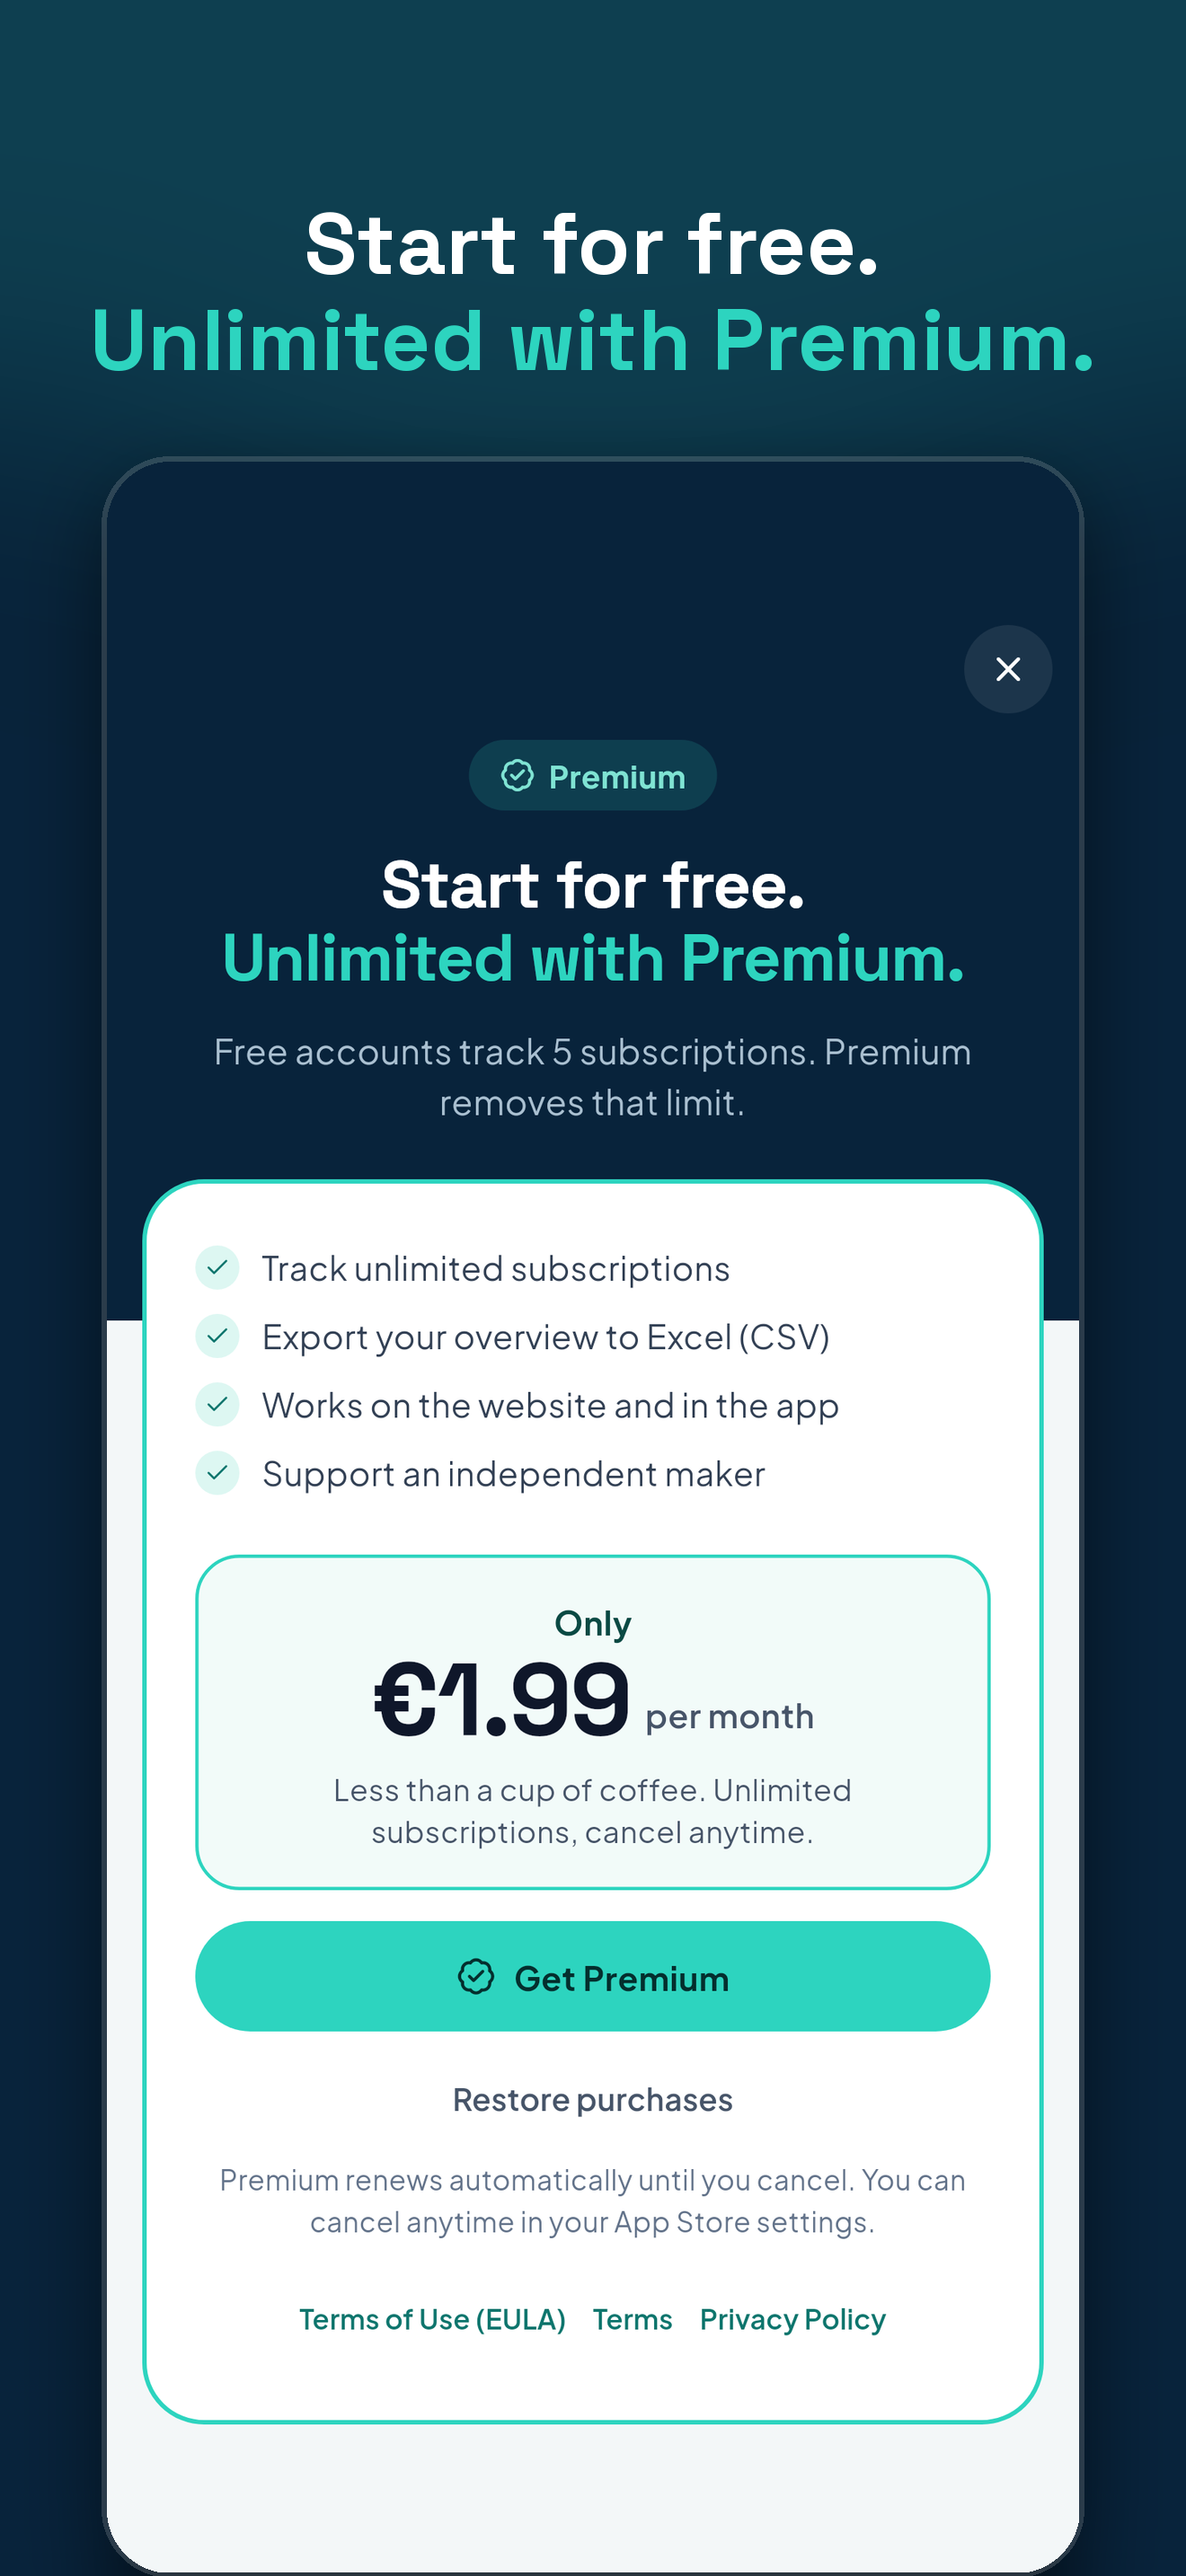 Start for free.
Unlimited with Premium.
Premium
Start for free.
Unlimited with Premium.
Free accounts track 5 subscriptions. Premium
removes that limit.
Track unlimited subscriptions
Export your overview to Excel (CSV)
Works on the website and in the app
Support an independent maker
Only
€1.99 per month
Less than a cup of coffee. Unlimited
subscriptions, cancel anytime.
Get Premium
Restore purchases
Premium renews automatically until you cancel. You can
cancel anytime in your App Store settings.
Terms of Use (EULA) Terms Privacy Policy